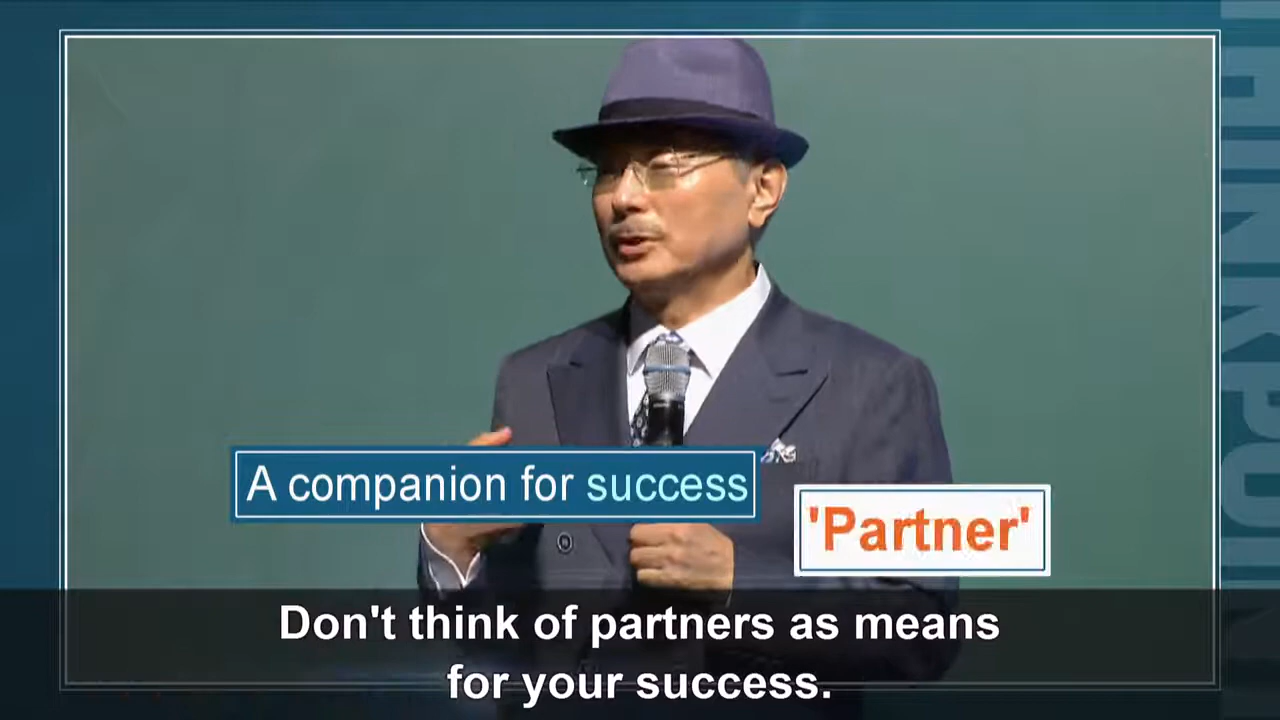 A companion for success
'Partner'
Don't think of partners as means
for your success.